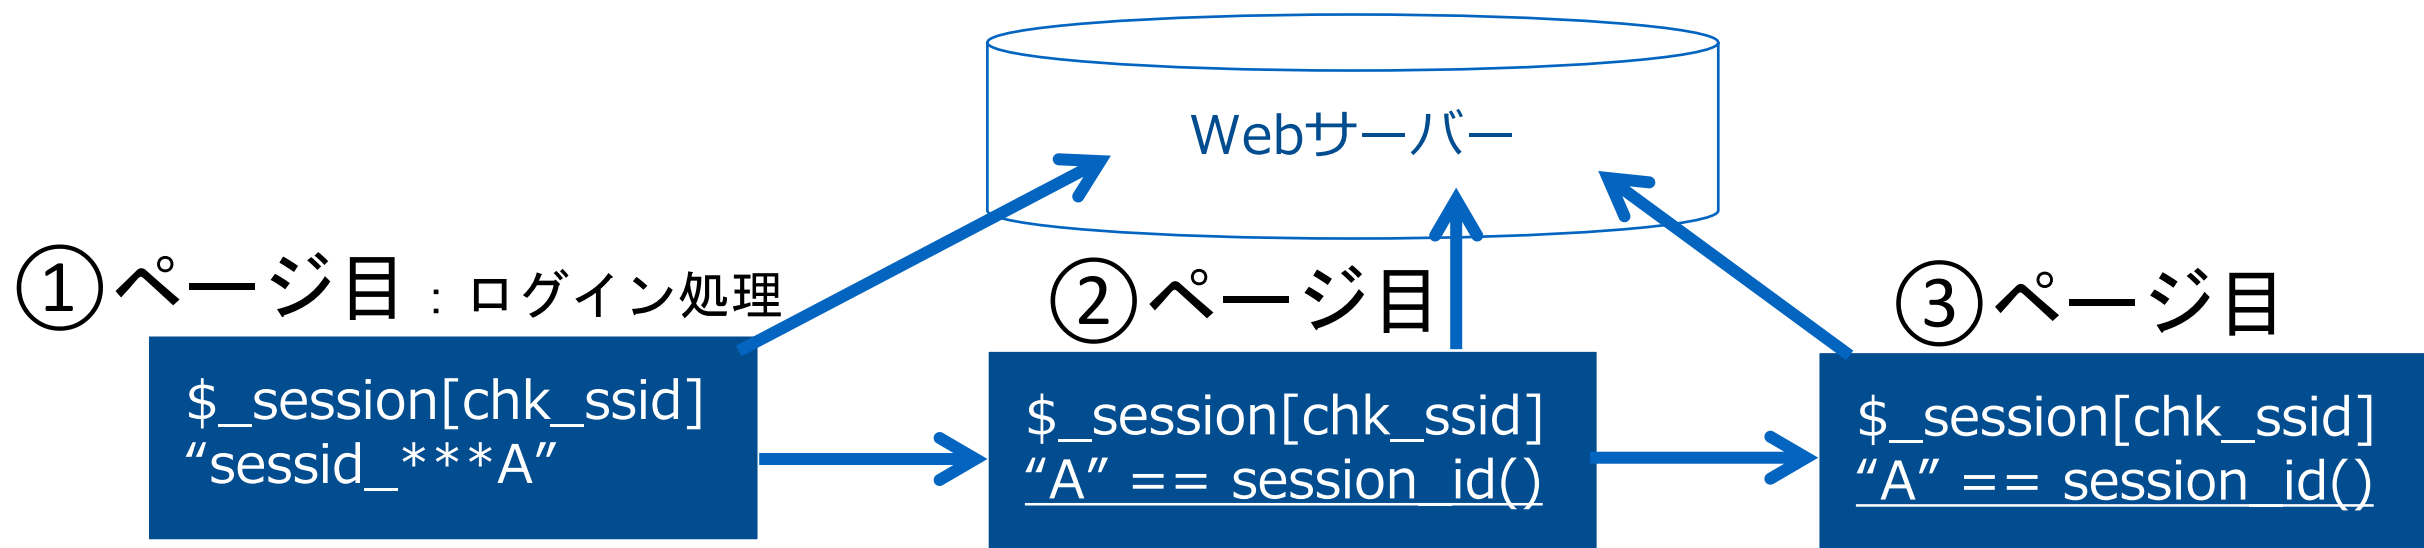 Webサーバー
①ページ目：ログイン処理
$_session[chk_ssid]
“sessid_***A”
②ページ目
$_session[chk_ssid]
“A” == session_id()
③ページ目
$_session[chk_ssid]
“A” == session_id()